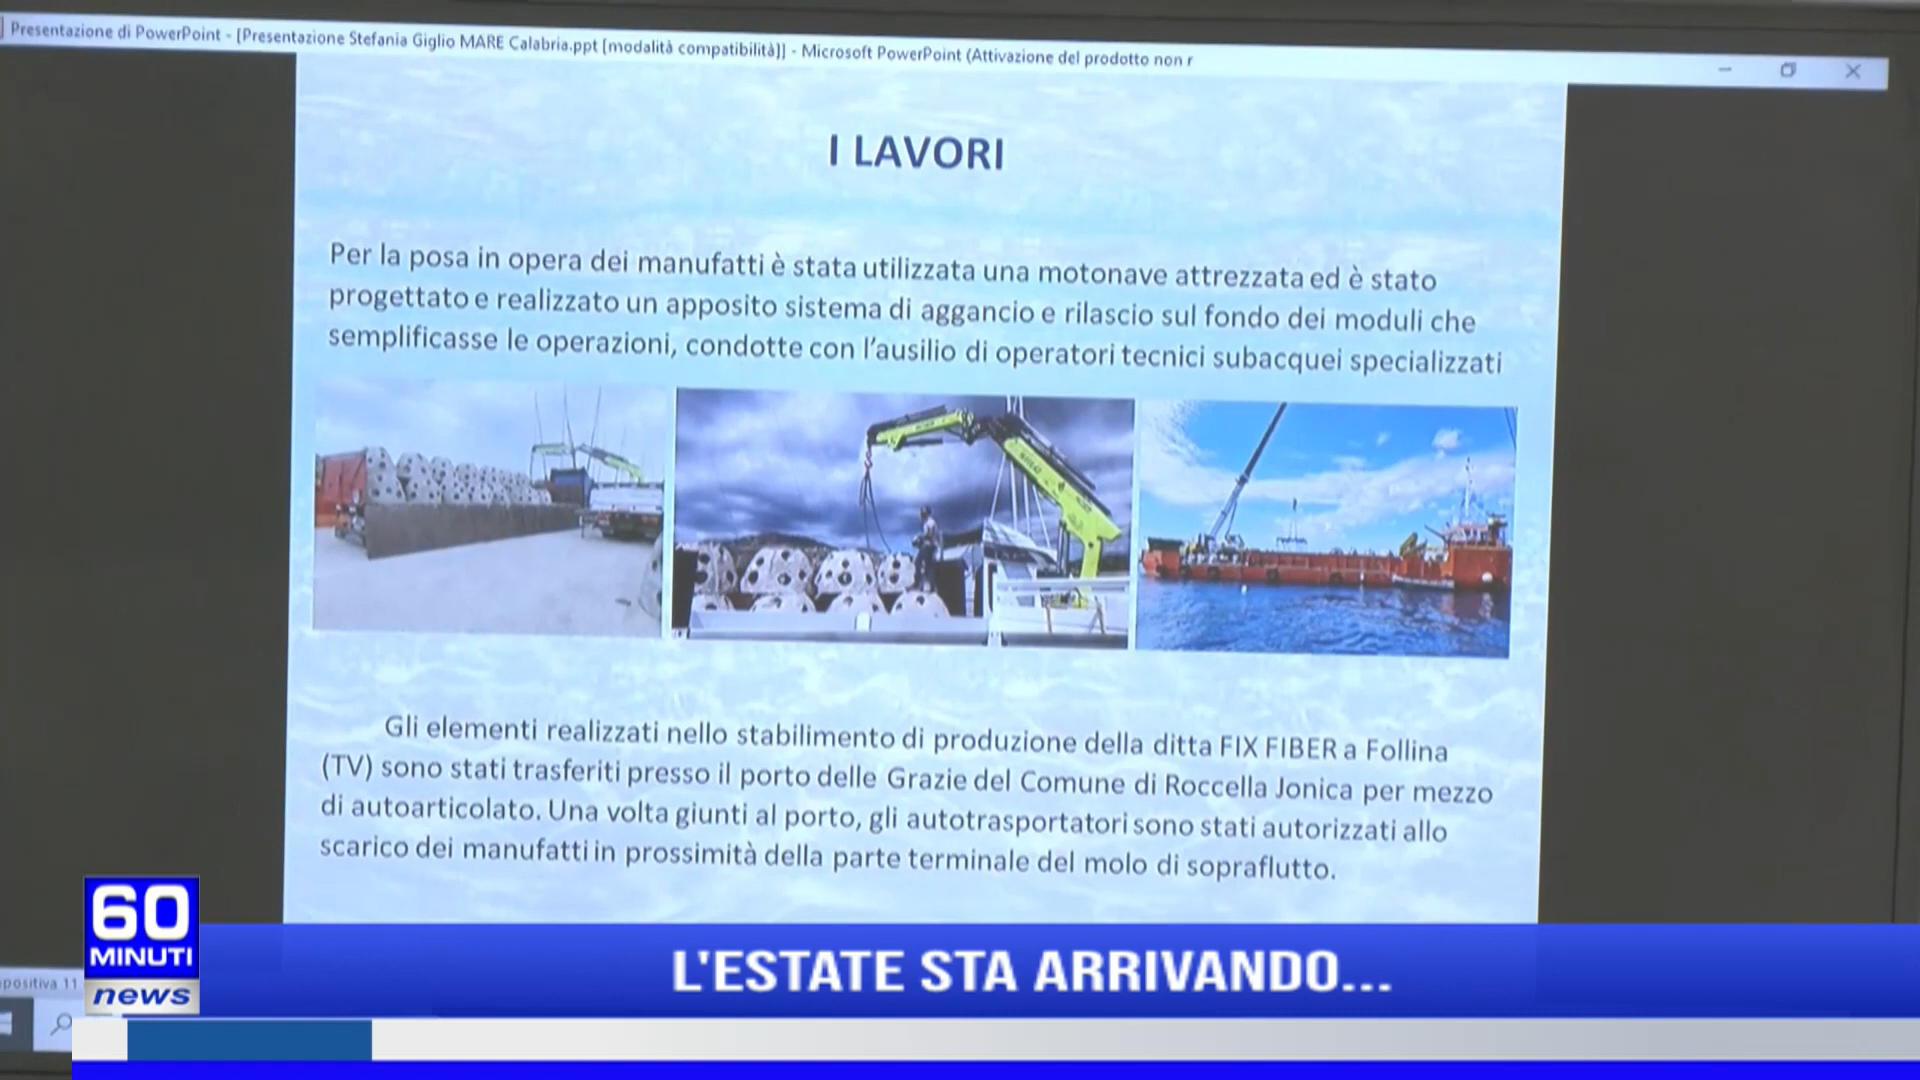 Presentazione di PowerPoint - [Presentazione Stefania Giglio MARE Calabria.ppt [modalità compatibilità]] - Microsoft PowerPoint (Attivazione del prodotto non r
I LAVORI
Per la posa in opera dei manufatti è stata utilizzata una motonave attrezzata ed è stato
progettato e realizzato un apposito sistema di aggancio e rilascio sul fondo dei moduli che
semplificasse le operazioni, condotte con l'ausilio di operatori tecnici subacquei specializzati
Gli elementi realizzati nello stabilimento di produzione della ditta FIX FIBER a Follina
(TV) sono stati trasferiti presso il porto delle Grazie del Comune di Roccella Jonica per mezzo
di autoarticolato. Una volta giunti al porto, gli autotrasportatori sono stati autorizzati allo
scarico dei manufatti in prossimità della parte terminale del molo di sopraflutto.
60
MINUTI
news
L'ESTATE STA ARRIVANDO...
positiva 11